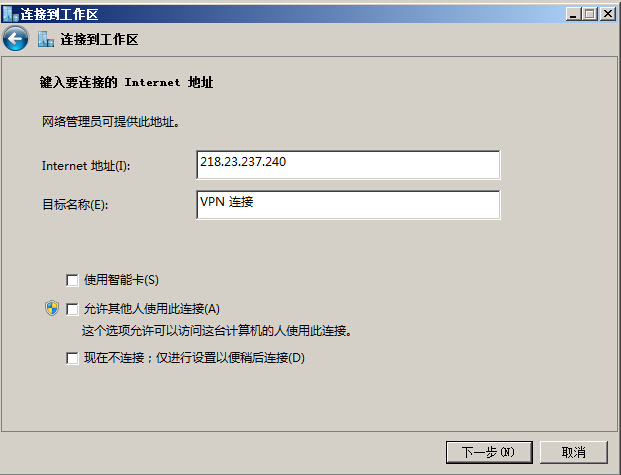 连接到工作区
连接到工作区
键入要连接的 Internet 地址
网络管理员可提供此地址。
Internet 地址(I):
218.23.237.240
目标名称(E):
VPN 连接
使用智能卡(S)
允许其他人使用此连接(A)
这个选项允许可以访问这台计算机的人使用此连接。
现在不连接；仅进行设置以便稍后连接(D)
下一步(N)
取消